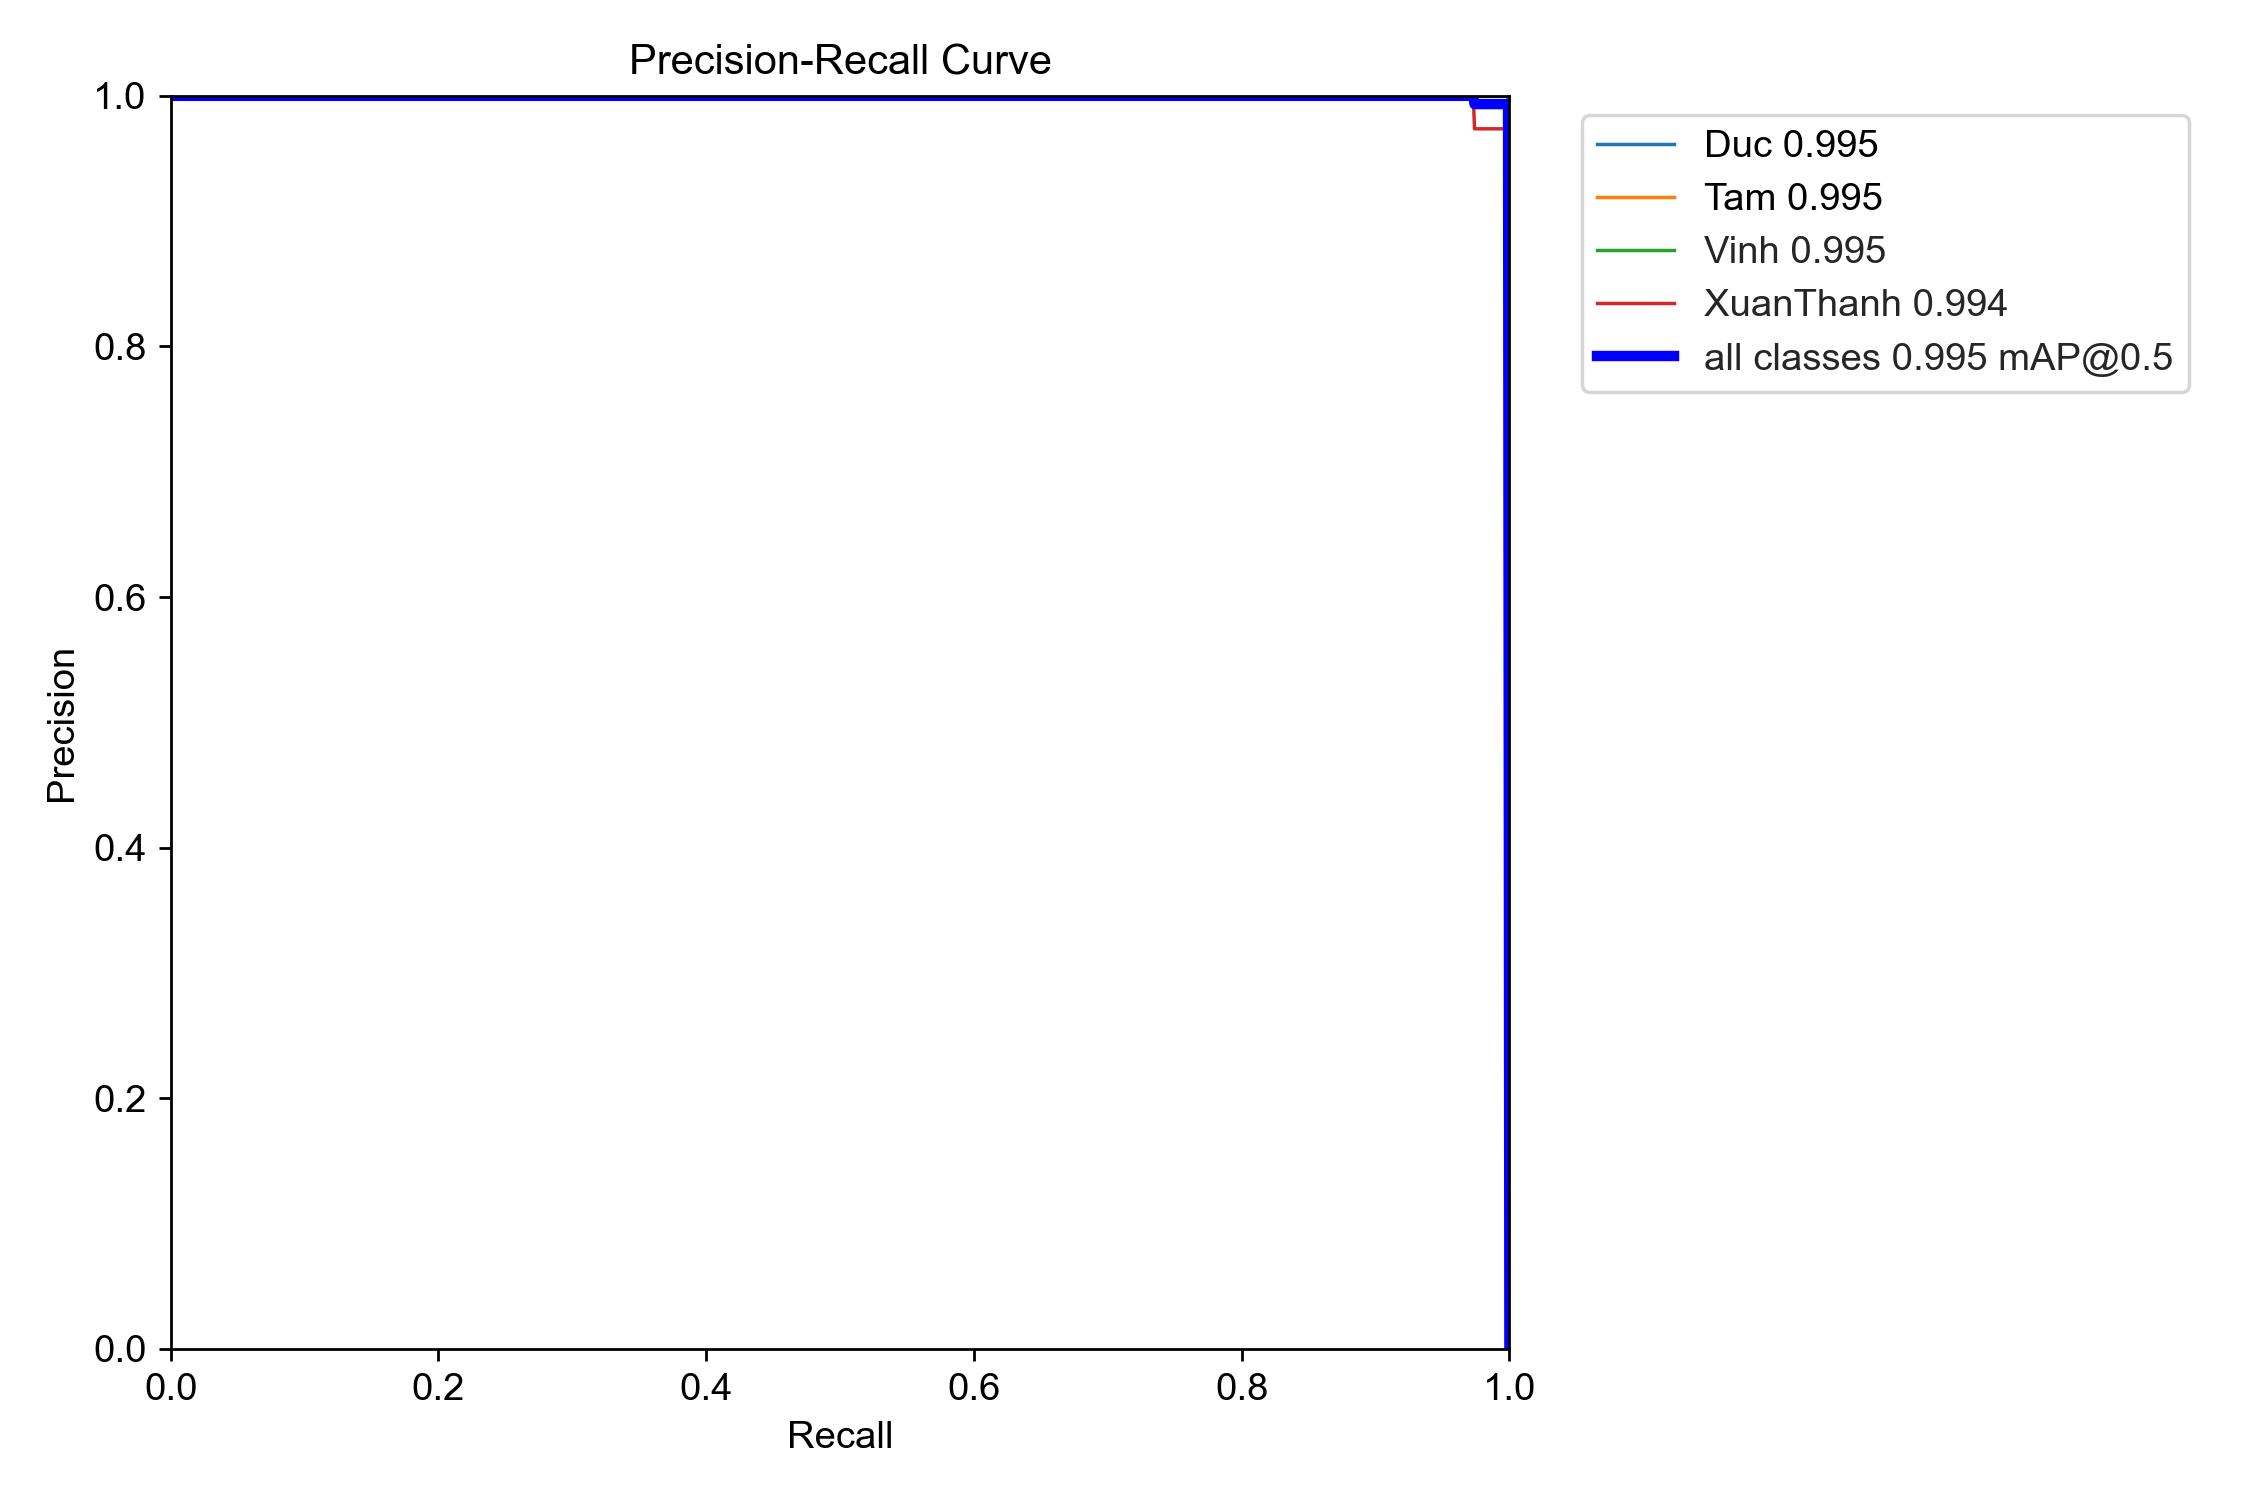 Precision-Recall Curve
1.0
0.8
0.6
0.4
0.2
0.0
Precision
0.0 0.2 0.4 0.6 0.8 1.0
Recall
Duc 0.995
Tam 0.995
Vinh 0.995
XuanThanh 0.994
all classes 0.995 mAP@0.5